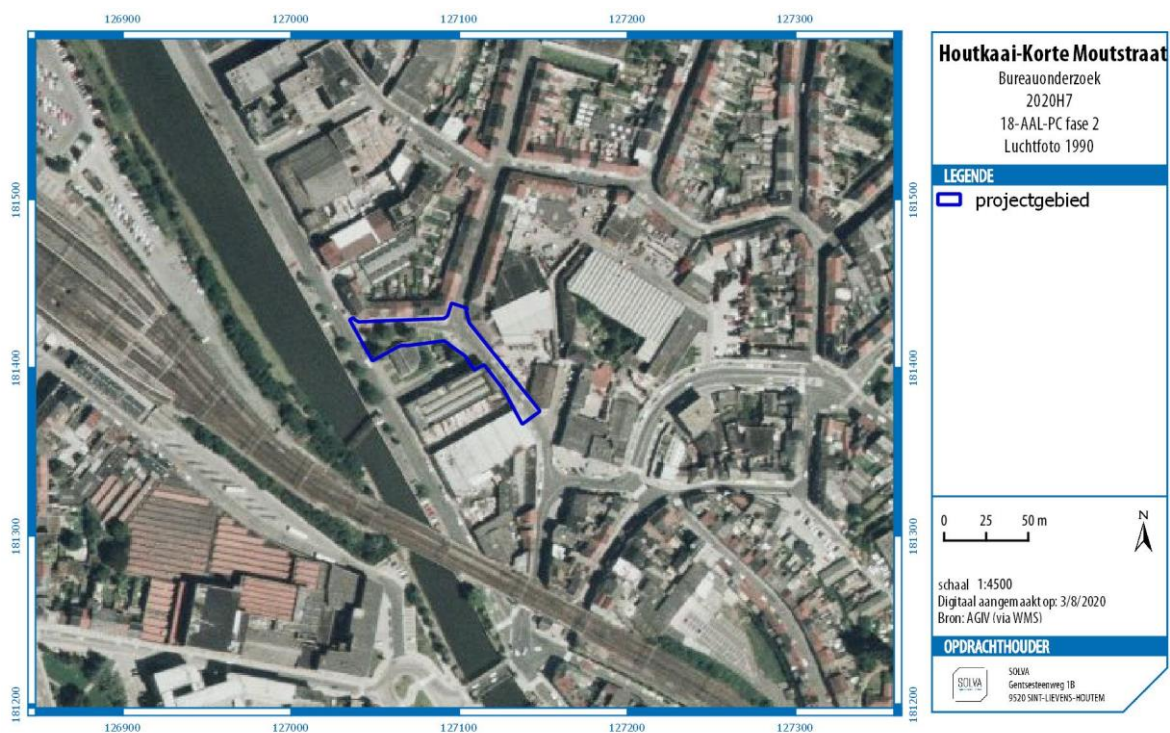 126900 127000 127100 127200 127300
181500 181500
181400 181400
181300 181300
181200 181200
126900 127000 127100 127200 127300
Houtkaai-Korte Moutstraat
Bureauonderzoek
2020H7
18-AAL-PC fase 2
Luchtfoto 1990
LEGENDE
projectgebied
0 25 50 m
N
schaal 1:4500
Digitaal aangemaakt op: 3/8/2020
Bron: AGIV (via WMS)
OPDRACHTHOUDER
SOLVA
SOLVA
Gentsesteenweg 1B
9520 SINT-LIEVENS-HOUTEM